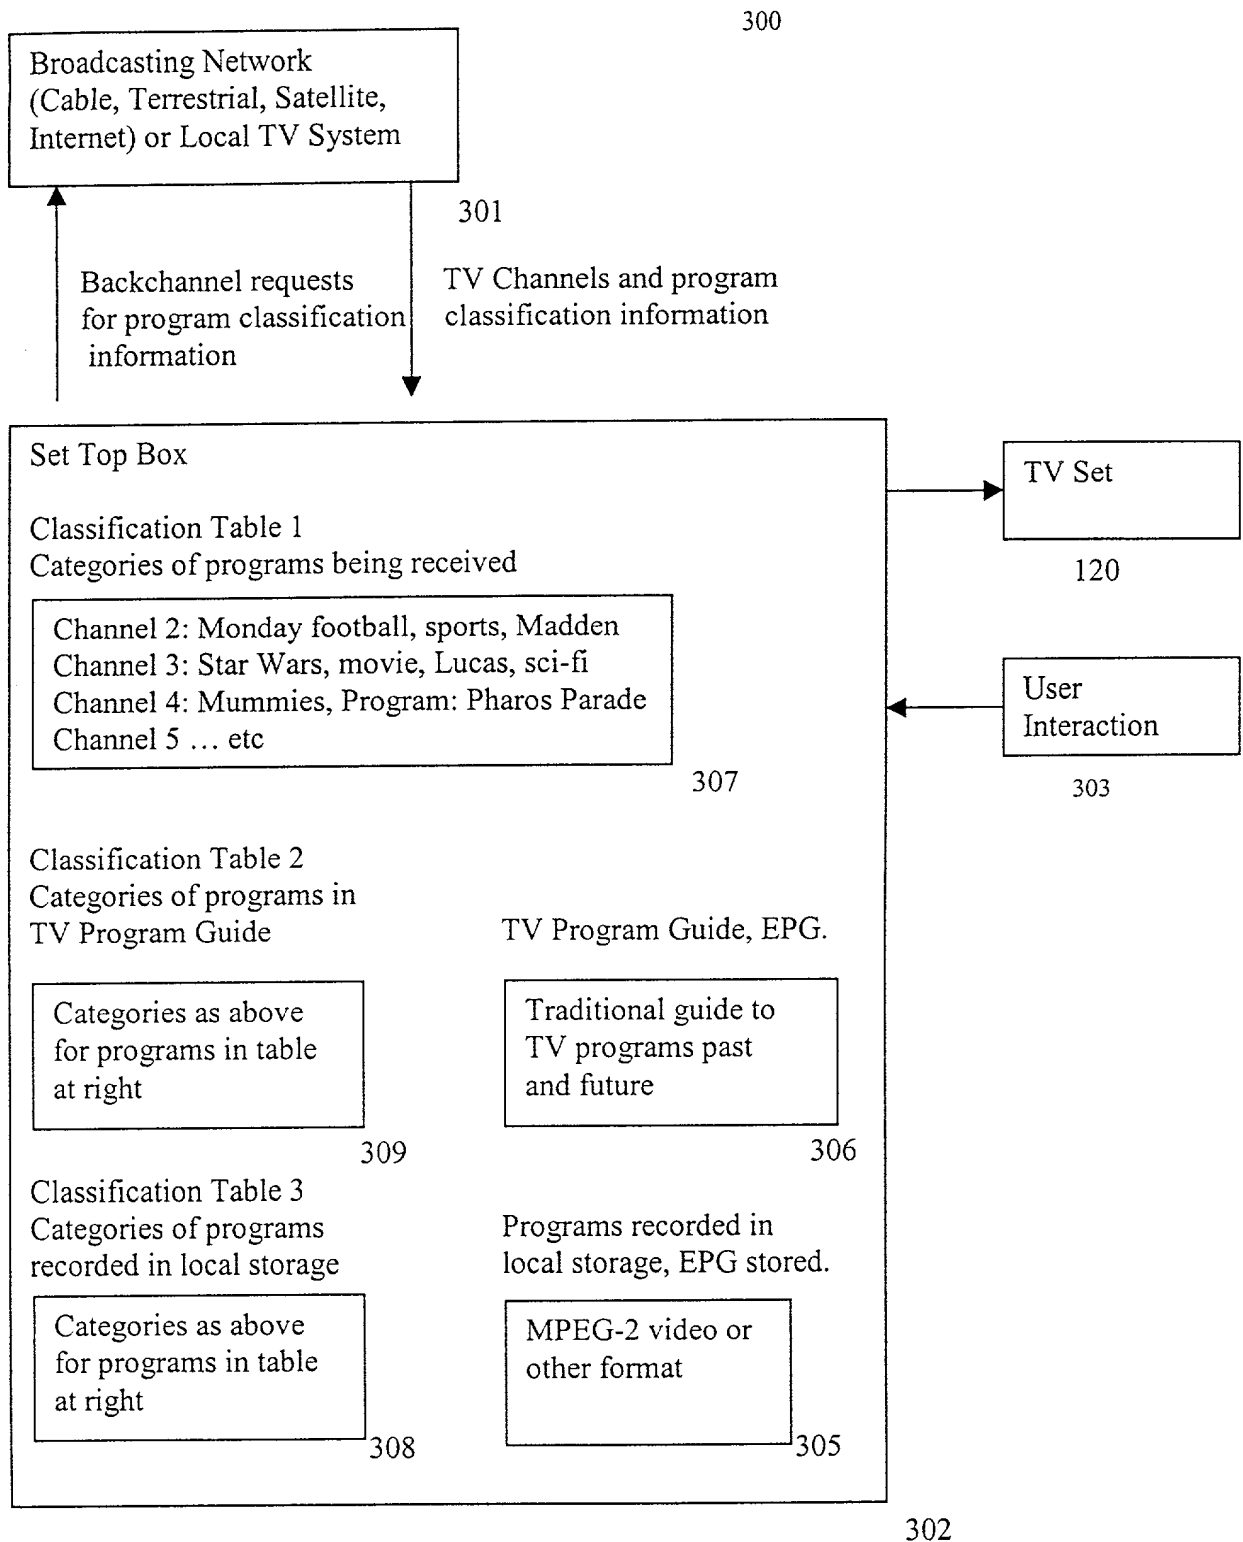 300
Broadcasting Network
(Cable, Terrestrial, Satellite,
Internet) or Local TV System
301
Backchannel requests
for program classification
information
TV Channels and program
classification information
Set Top Box
Classification Table 1
Categories of programs being received
Channel 2: Monday football, sports, Madden
Channel 3: Star Wars, movie, Lucas, sci-fi
Channel 4: Mummies, Program: Pharos Parade
Channel 5 ... etc
307
TV Set
120
User
Interaction
303
Classification Table 2
Categories of programs in
TV Program Guide
TV Program Guide, EPG.
Categories as above
for programs in table
at right
309
Traditional guide to
TV programs past
and future
306
Classification Table 3
Categories of programs
recorded in local storage
Programs recorded in
local storage, EPG stored.
Categories as above
for programs in table
at right
308
MPEG-2 video or
other format
305
302